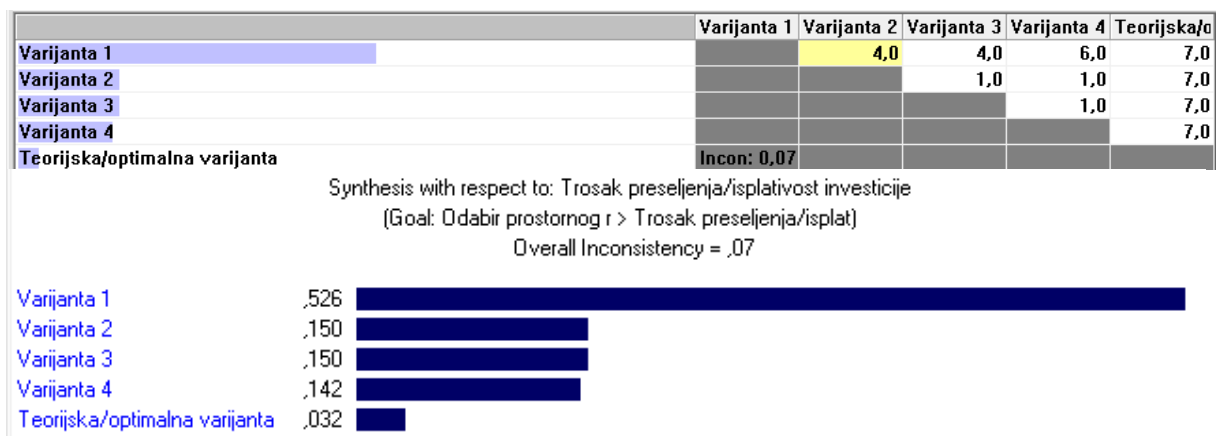 Varijanta 1 Varijanta 2 Varijanta 3 Varijanta 4 Teorijska/o
Varijanta 1 4,0 4,0 6,0 7,0
Varijanta 2 1,0 1,0 7,0
Varijanta 3 1,0 7,0
Varijanta 4 7,0
Teorijska/optimalna varijanta Incon: 0,07
Synthesis with respect to: Trosak preseljenja/isplativost investicije
(Goal: Odabir prostornog r > Trosak preseljenja/isplat)
Overall Inconsistency = ,07
Varijanta 1 ,526
Varijanta 2 ,150
Varijanta 3 ,150
Varijanta 4 ,142
Teorijska/optimalna varijanta ,032